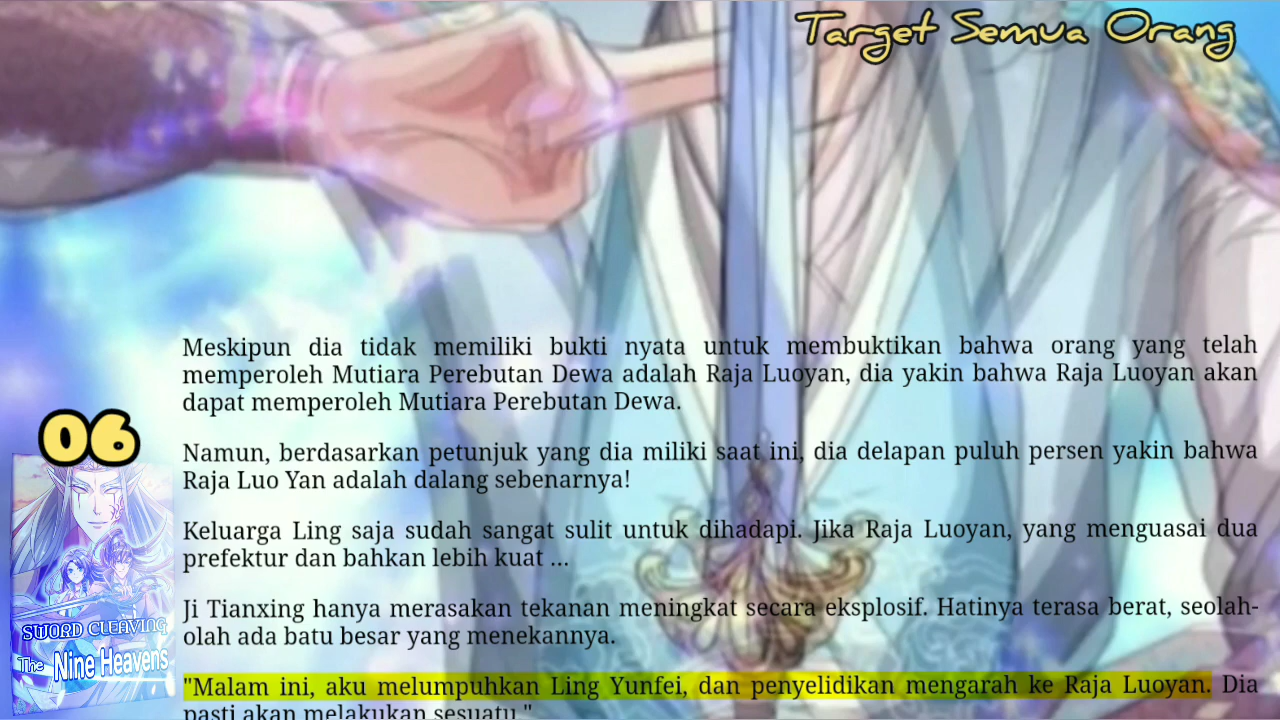 Target Semua Orang
Meskipun dia tidak memiliki bukti nyata untuk membuktikan bahwa orang yang telah
memperoleh Mutiara Perebutan Dewa adalah Raja Luoyan, dia yakin bahwa Raja Luoyan akan
dapat memperoleh Mutiara Perebutan Dewa.
Namun, berdasarkan petunjuk yang dia miliki saat ini, dia delapan puluh persen yakin bahwa
Raja Luo Yan adalah dalang sebenarnya!
Keluarga Ling saja sudah sangat sulit untuk dihadapi. Jika Raja Luoyan, yang menguasai dua
prefektur dan bahkan lebih kuat ...
Ji Tianxing hanya merasakan tekanan meningkat secara eksplosif. Hatinya terasa berat, seolah-
olah ada batu besar yang menekannya.
"Malam ini, aku melumpuhkan Ling Yunfei, dan penyelidikan mengarah ke Raja Luoyan. Dia
pasti akan melakukan sesuatu."
06
SWORD CLEAVING
The Nine Heavens